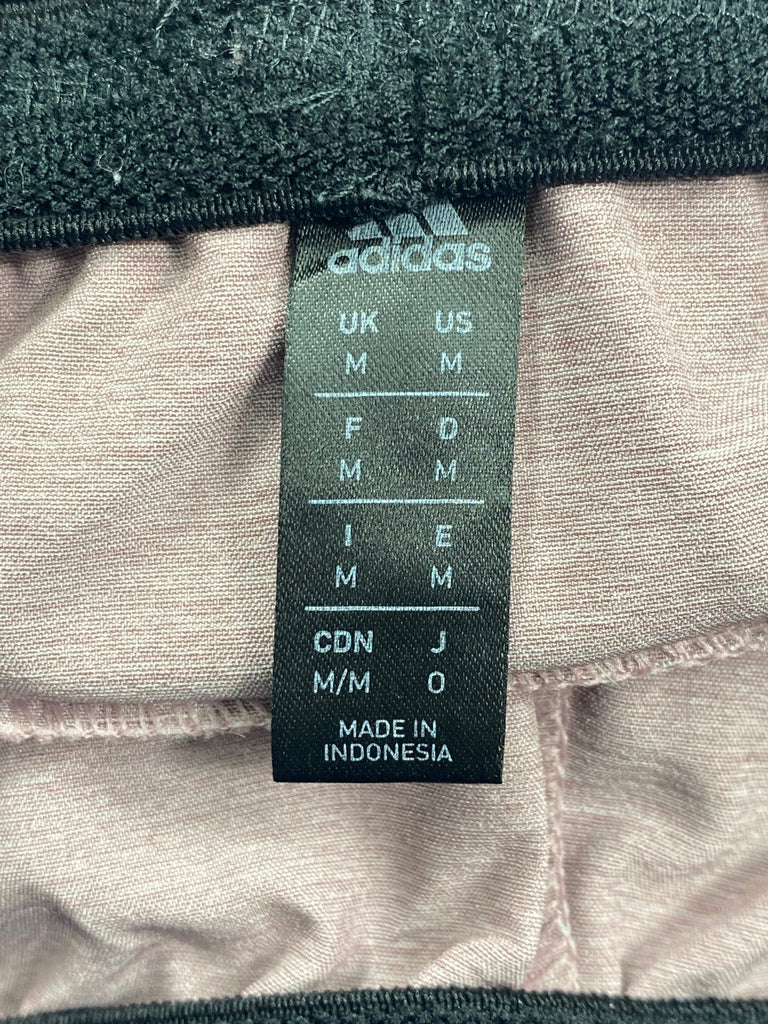 adidas
UK US
M M
F D
M M
I E
M M
CDN J
M/M O
MADE IN
INDONESIA